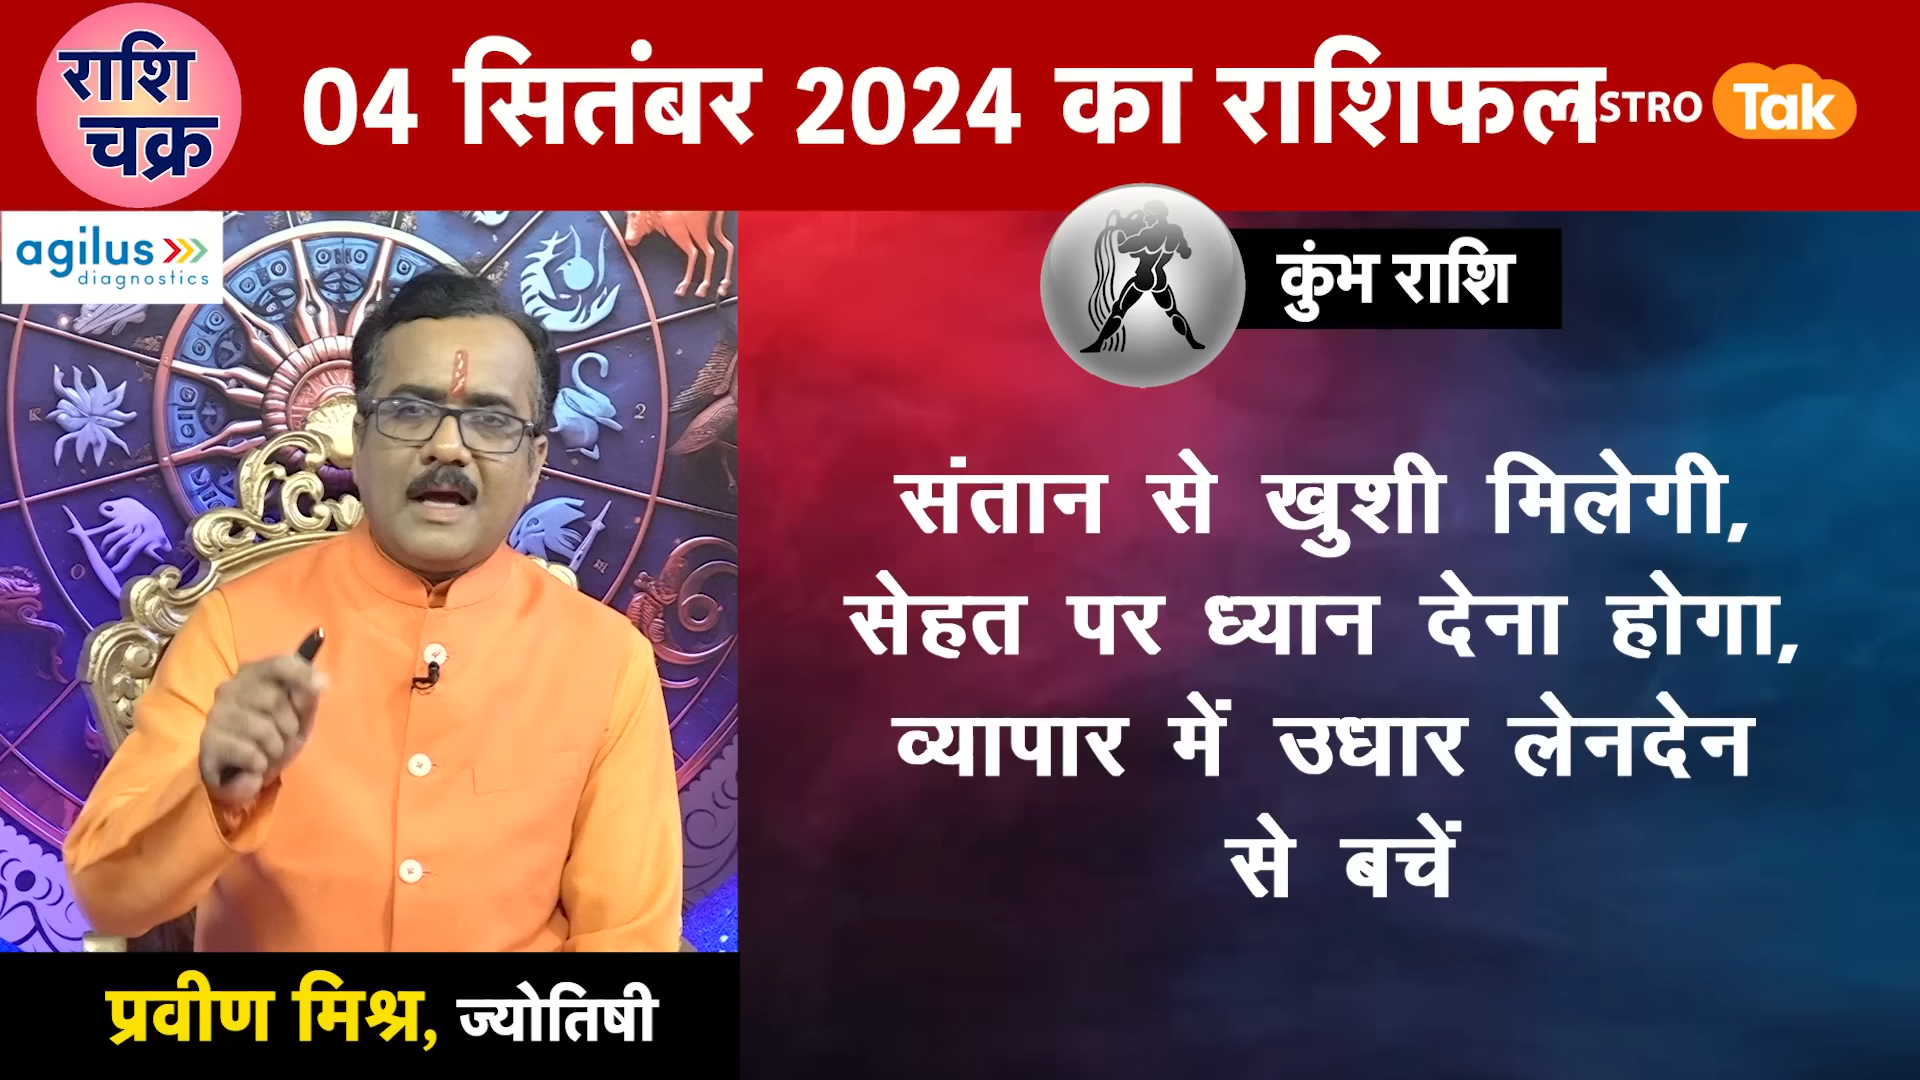 राशि
चक्र
04 सितंबर 2024 का राशिफल
ASTRO Tak
agilus
diagnostics
कुंभ राशि
संतान से खुशी मिलेगी,
सेहत पर ध्यान देना होगा,
व्यापार में उधार लेनदेन
से बचें
प्रवीण मिश्र, ज्योतिषी